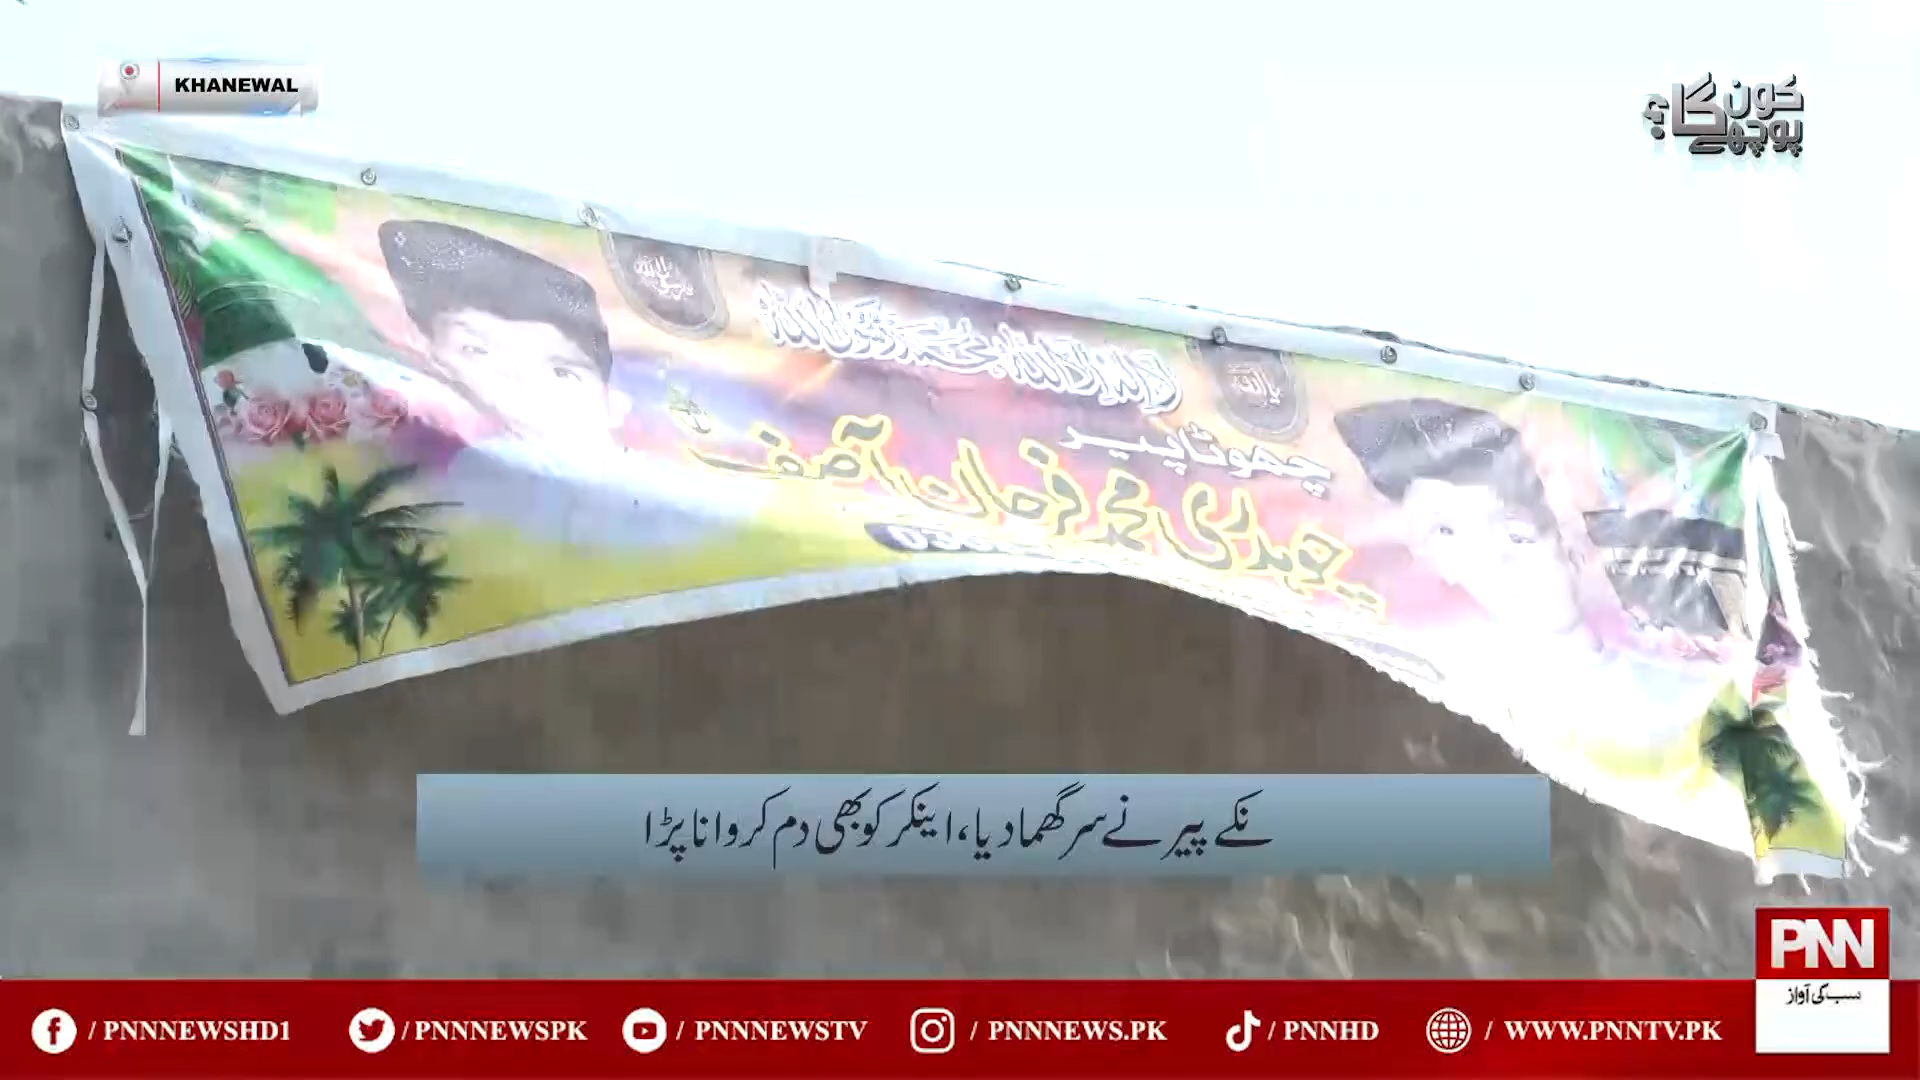 KHANEWAL
کون پوچھے گا؟
لا الہ الا اللہ محمد رسول اللہ
چھوٹا پیر
چوہدری محمد فرحان آصف
نکے پیر نے سر گھما دیا، اینکر کو بھی دم کروانا پڑا
PNN
سب کی آواز
/ PNNNEWSHD1 / PNNNEWSPK / PNNNEWSTV / PNNNEWS.PK / PNNHD / WWW.PNNTV.PK